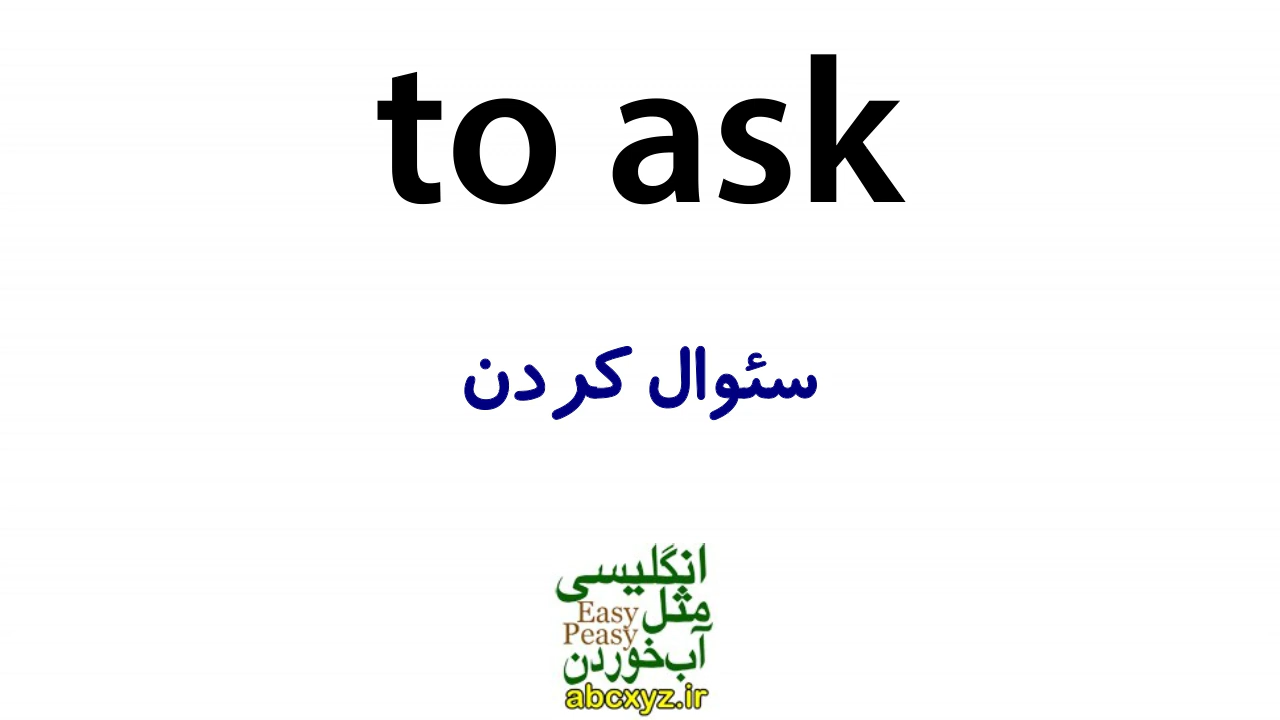 to ask
سئوال کردن
انگلیسی
مثل Easy
Peasy
آب‌خوردن
abcxyz.ir